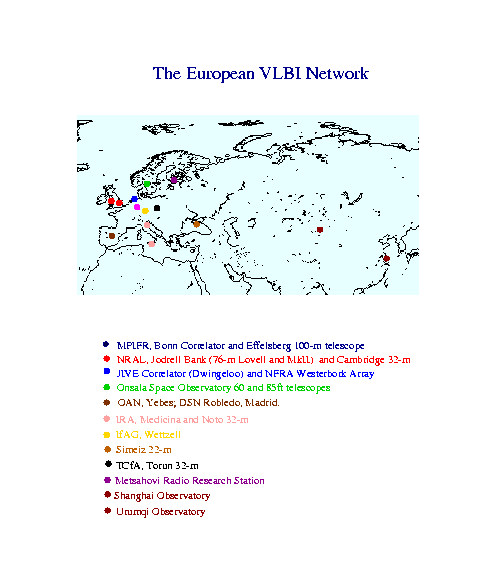 The European VLBI Network
MPIFR, Bonn Correlator and Effelsberg 100-m telescope
NRAL, Jodrell Bank (76-m Lovell and MkII) and Cambridge 32-m
JIVE Correlator (Dwingeloo) and NFRA Westerbork Array
Onsala Space Observatory 60 and 85ft telescopes
OAN, Yebes; DSN Robledo, Madrid.
IRA, Medicina and Noto 32-m
IfAG, Wettzell
Simeiz 22-m
TCfA, Torun 32-m
Metsahovi Radio Research Station
Shanghai Observatory
Urumqi Observatory